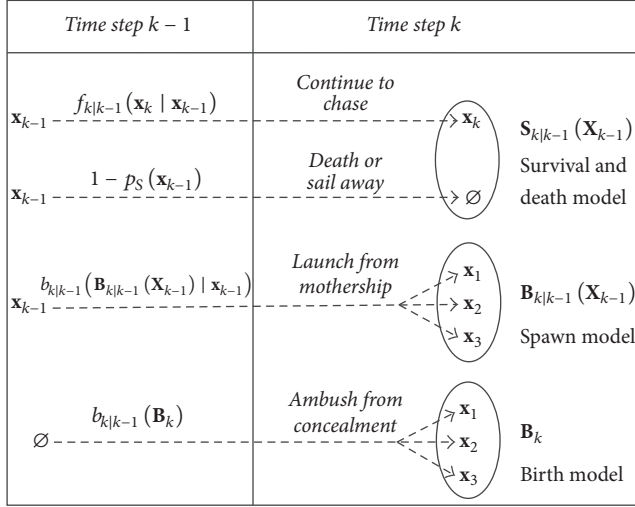 Time step k − 1
Time step k
f_{k|k−1}(x_k | x_{k−1})
Continue to
chase
x_{k−1}
x_k
S_{k|k−1}(X_{k−1})
1 − p_S(x_{k−1})
Death or
sail away
Survival and
death model
x_{k−1}
∅
b_{k|k−1}(B_{k|k−1}(X_{k−1}) | x_{k−1})
Launch from
mothership
x_{k−1}
x_1
x_2
x_3
B_{k|k−1}(X_{k−1})
Spawn model
b_{k|k−1}(B_k)
Ambush from
concealment
∅
x_1
x_2
x_3
B_k
Birth model